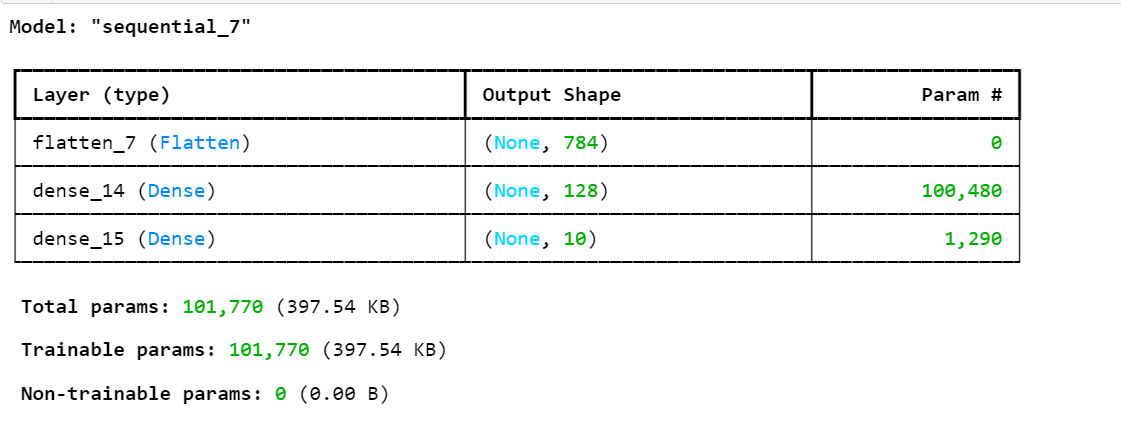 Model: "sequential_7"
Layer (type) Output Shape Param #
flatten_7 (Flatten) (None, 784) 0
dense_14 (Dense) (None, 128) 100,480
dense_15 (Dense) (None, 10) 1,290
Total params: 101,770 (397.54 KB)
Trainable params: 101,770 (397.54 KB)
Non-trainable params: 0 (0.00 B)